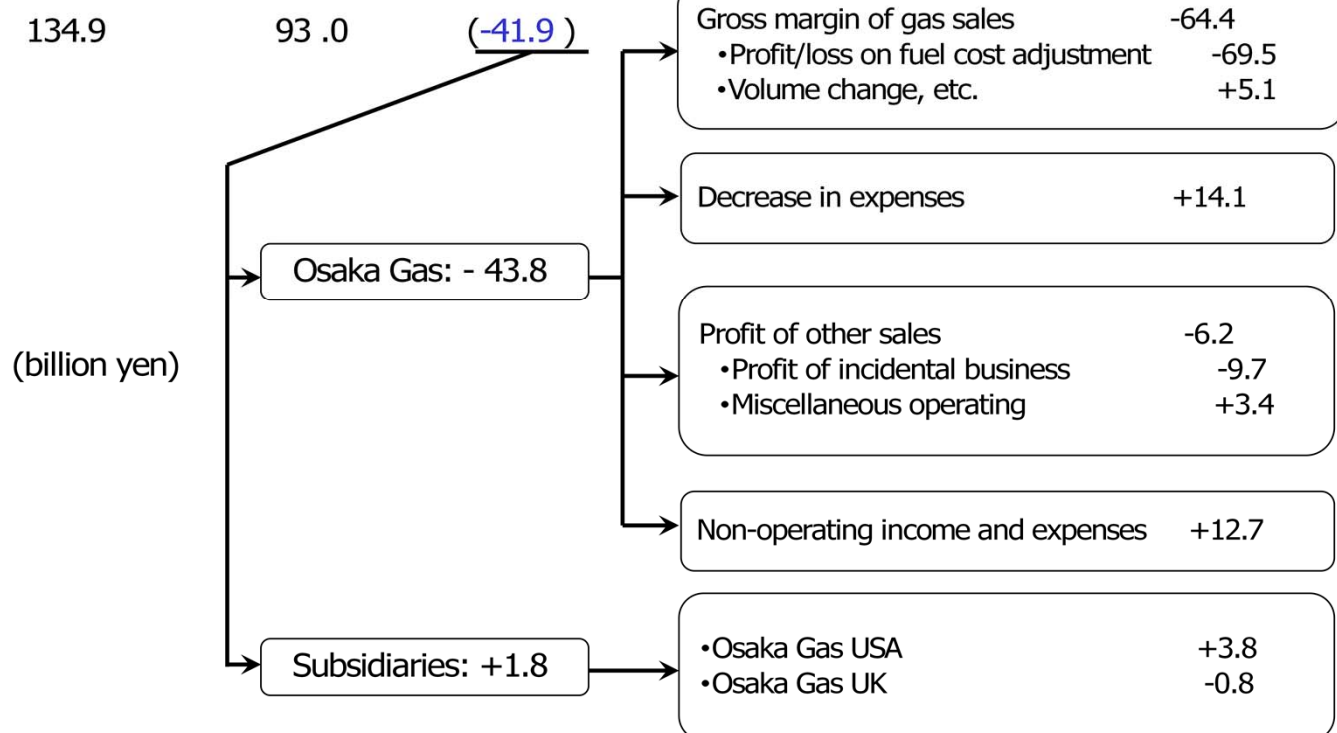 134.9 93 .0 (-41.9 )
Gross margin of gas sales -64.4
•Profit/loss on fuel cost adjustment -69.5
•Volume change, etc. +5.1
Decrease in expenses +14.1
Osaka Gas: - 43.8
(billion yen)
Profit of other sales -6.2
•Profit of incidental business -9.7
•Miscellaneous operating +3.4
Non-operating income and expenses +12.7
Subsidiaries: +1.8
•Osaka Gas USA +3.8
•Osaka Gas UK -0.8